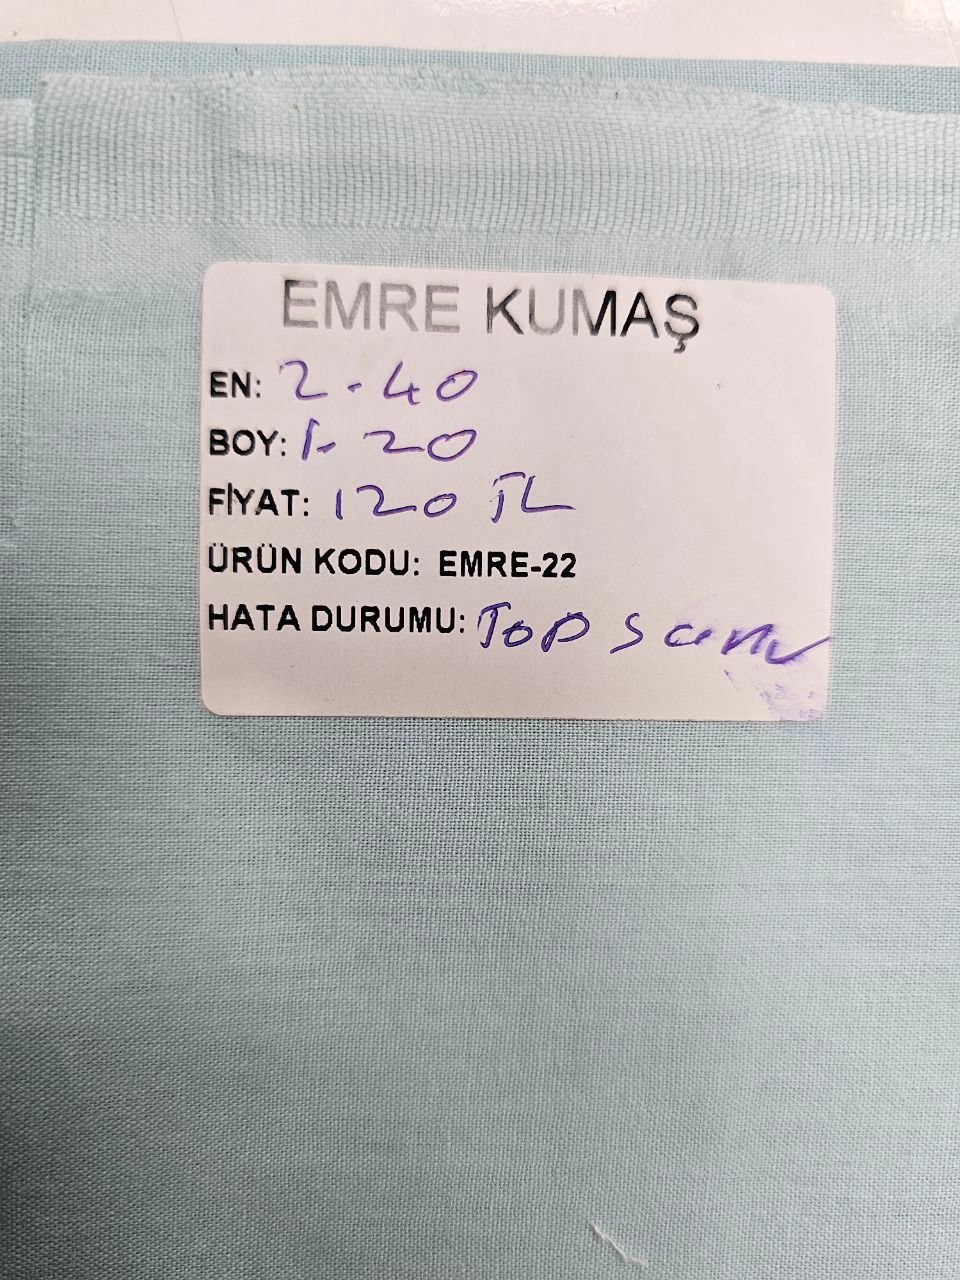 EMRE KUMAŞ
EN: 2.40
BOY: 1.20
FİYAT: 120 TL
ÜRÜN KODU: EMRE-22
HATA DURUMU: TOP SONU